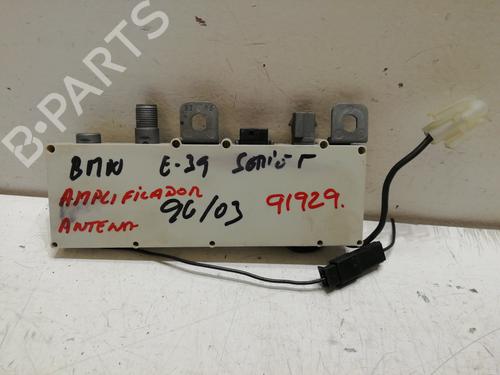 B-PARTS
BMW E-39 SERIE 5
AMPLIFICADOR 96/03 91929.
ANTENA